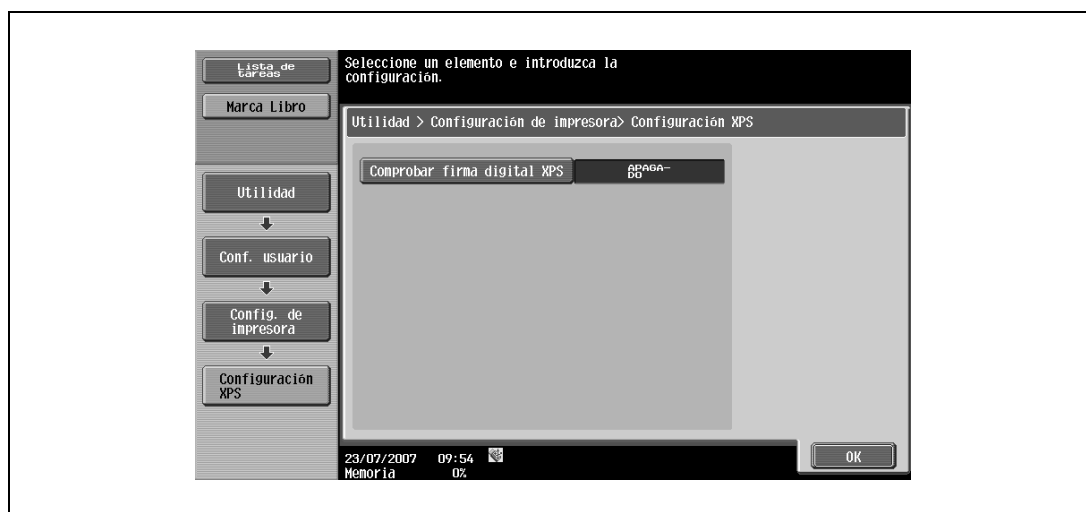 Lista de
tareas
Marca Libro
Seleccione un elemento e introduzca la
configuración.
Utilidad > Configuración de impresora> Configuración XPS
Comprobar firma digital XPS
APAGA-
DO
Utilidad
Conf. usuario
Config. de
impresora
Configuración
XPS
23/07/2007 09:54
Memoria 0%
OK